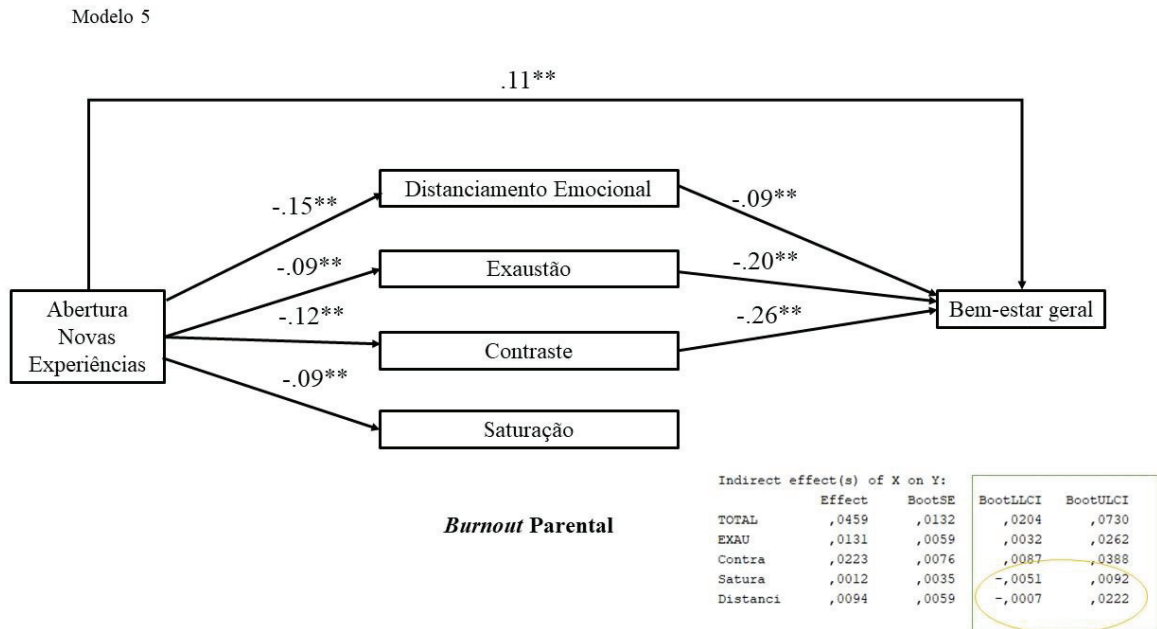 Modelo 5
.11**
Distanciamento Emocional
-.15**
-.09**
Exaustão
-.09**
-.20**
Abertura
Novas
Experiências
-.12**
Contraste
-.26**
Bem-estar geral
-.09**
Saturação
Burnout Parental
Indirect effect(s) of X on Y:
Effect BootSE BootLLCI BootULCI
TOTAL ,0459 ,0132 ,0204 ,0730
EXAU ,0131 ,0059 ,0032 ,0262
Contra ,0223 ,0076 ,0087 ,0388
Satura ,0012 ,0035 -,0051 ,0092
Distanci ,0094 ,0059 -,0007 ,0222